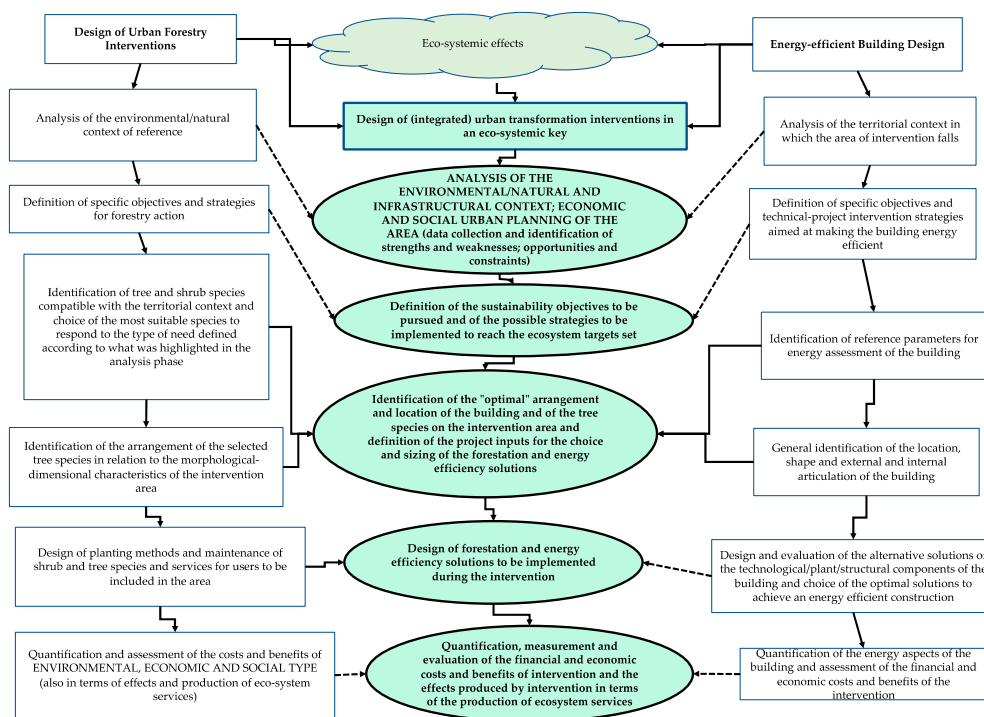 Design of Urban Forestry
Interventions
Eco-systemic effects
Energy-efficient Building Design
Analysis of the environmental/natural
context of reference
Design of (integrated) urban transformation interventions in
an eco-systemic key
Analysis of the territorial context in
which the area of intervention falls
ANALYSIS OF THE
ENVIRONMENTAL/NATURAL AND
INFRASTRUCTURAL CONTEXT; ECONOMIC
AND SOCIAL URBAN PLANNING OF THE
AREA (data collection and identification of
strengths and weaknesses; opportunities and
constraints)
Definition of specific objectives and strategies
for forestry action
Definition of specific objectives and
technical-project intervention strategies
aimed at making the building energy
efficient
Identification of tree and shrub species
compatible with the territorial context and
choice of the most suitable species to
respond to the type of need defined
according to what was highlighted in the
analysis phase
Definition of the sustainability objectives to be
pursued and of the possible strategies to be
implemented to reach the ecosystem targets set
Identification of reference parameters for
energy assessment of the building
Identification of the "optimal" arrangement
and location of the building and of the tree
species on the intervention area and
definition of the project inputs for the choice
and sizing of the forestation and energy
efficiency solutions
Identification of the arrangement of the selected
tree species in relation to the morphological-
dimensional characteristics of the intervention
area
General identification of the location,
shape and external and internal
articulation of the building
Design of planting methods and maintenance of
shrub and tree species and services for users to be
included in the area
Design of forestation and energy
efficiency solutions to be implemented
during the intervention
Design and evaluation of the alternative solutions
the technological/plant/structural components of the
building and choice of the optimal solutions to
achieve an energy efficient construction
Quantification and assessment of the costs and benefits of
ENVIRONMENTAL, ECONOMIC AND SOCIAL TYPE
(also in terms of effects and production of eco-system
services)
Quantification, measurement and
evaluation of the financial and economic
costs and benefits of intervention and the
effects produced by intervention in terms
of the production of ecosystem services
Quantification of the energy aspects of the
building and assessment of the financial and
economic costs and benefits of the
intervention